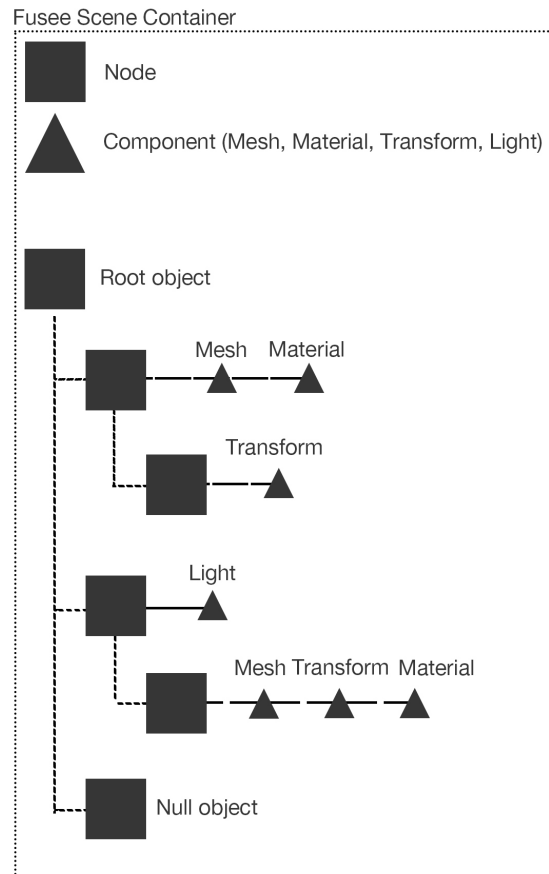 Fusee Scene Container
Node
Component (Mesh, Material, Transform, Light)
Root object
Mesh Material
Transform
Light
Mesh Transform Material
Null object